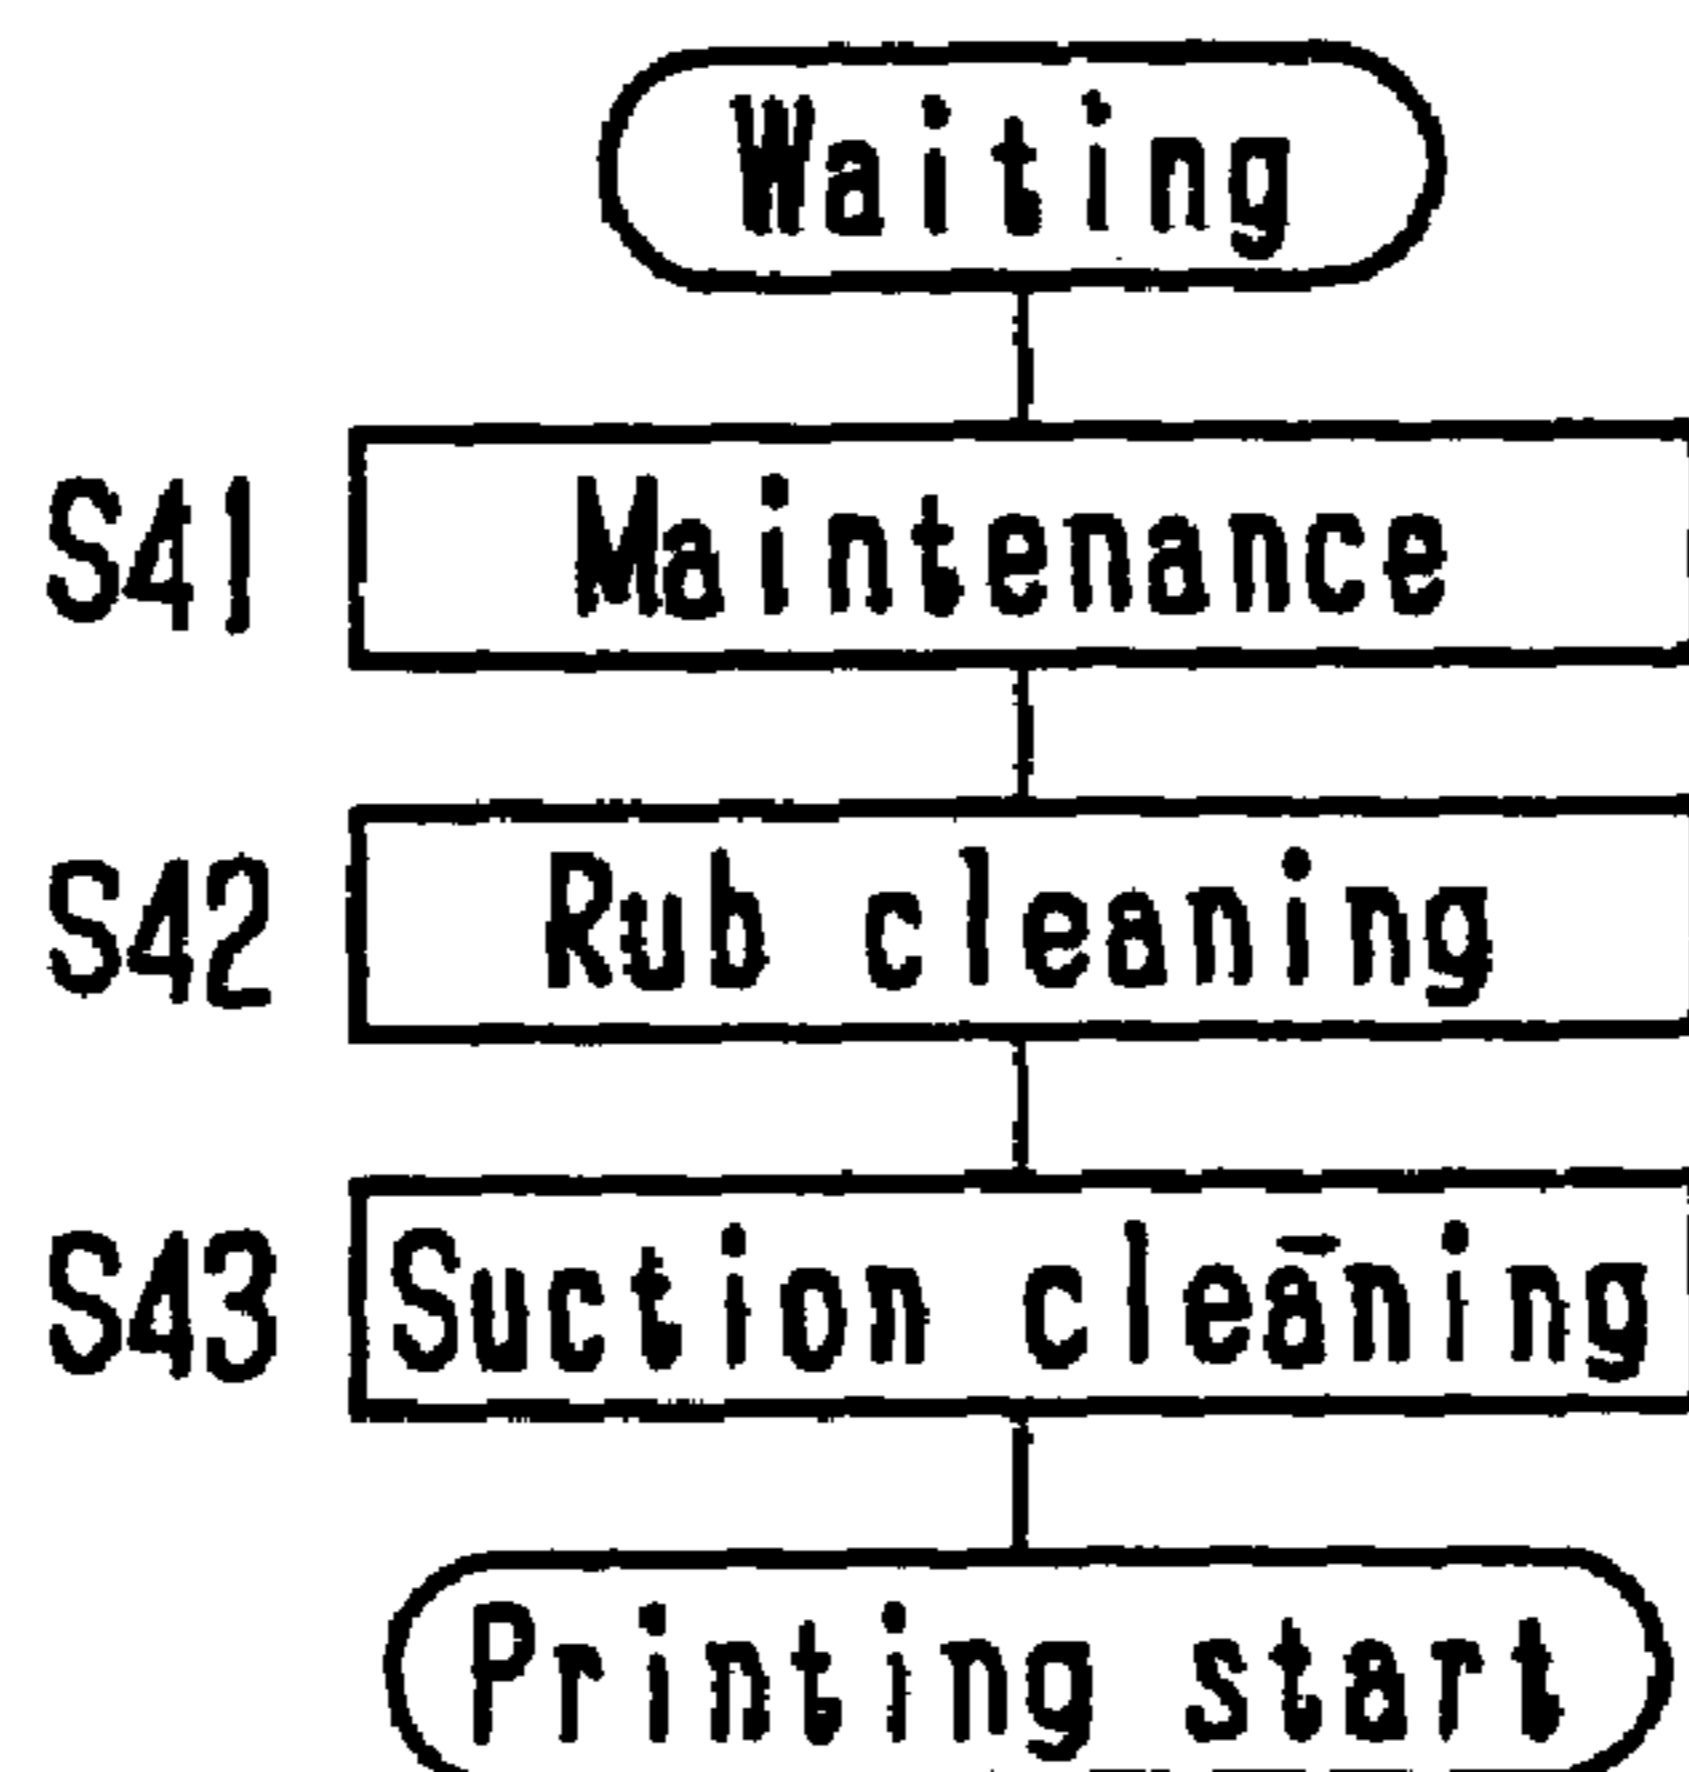 Waiting
S41 Maintenance
S42 Rub cleaning
S43 Suction cleaning
Printing start